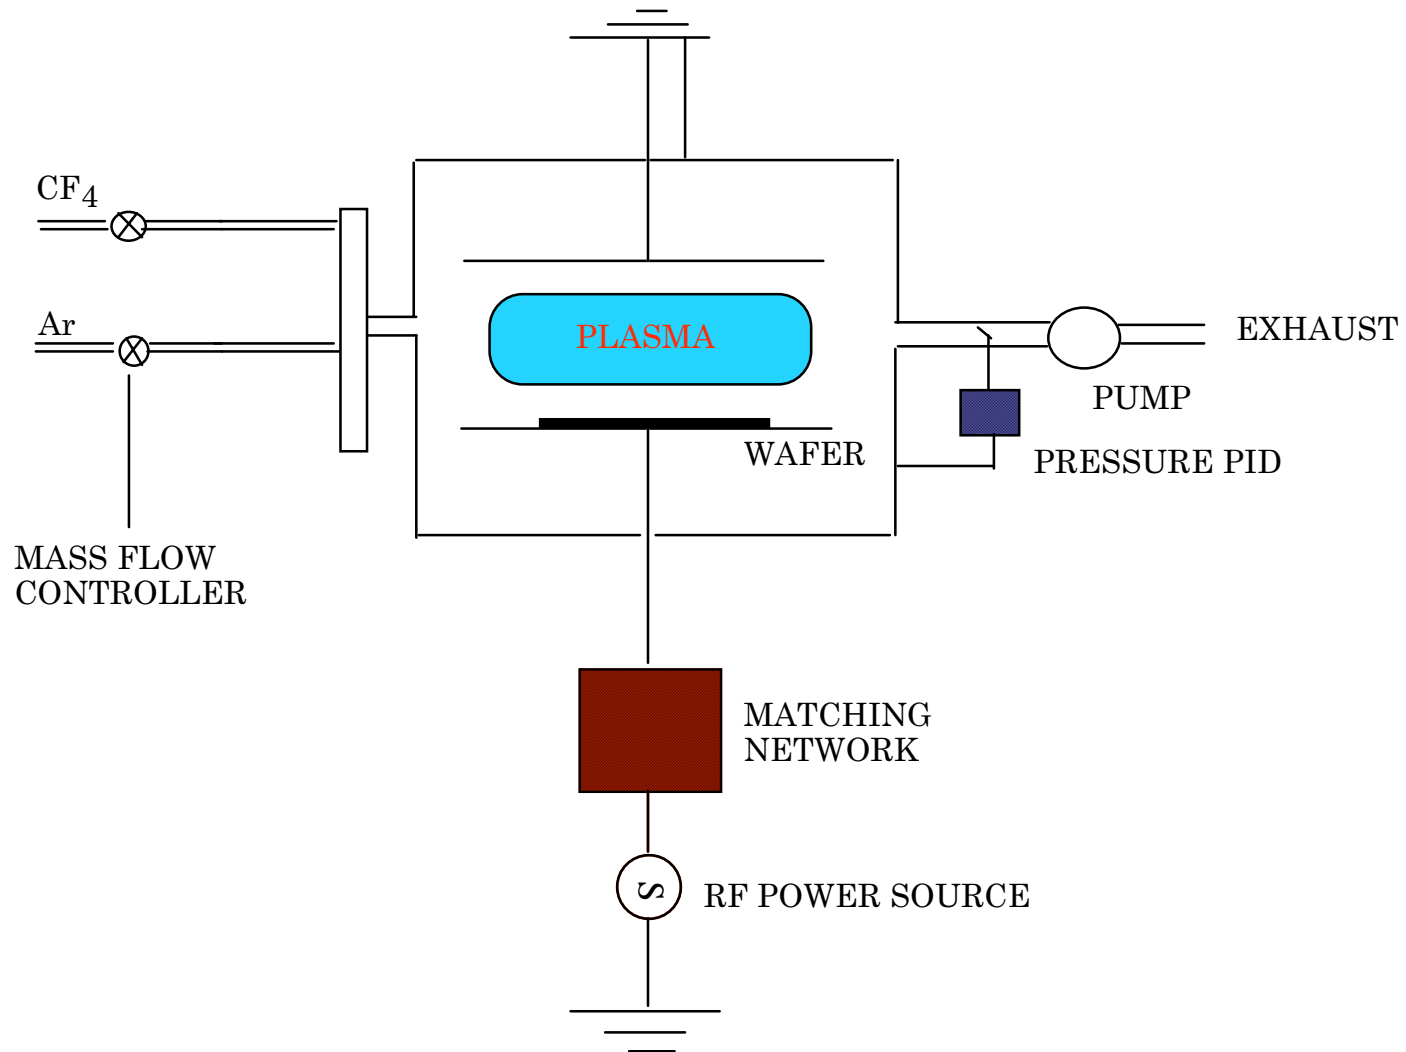 CF4
Ar
PLASMA
EXHAUST
PUMP
WAFER
PRESSURE PID
MASS FLOW
CONTROLLER
MATCHING
NETWORK
S
RF POWER SOURCE